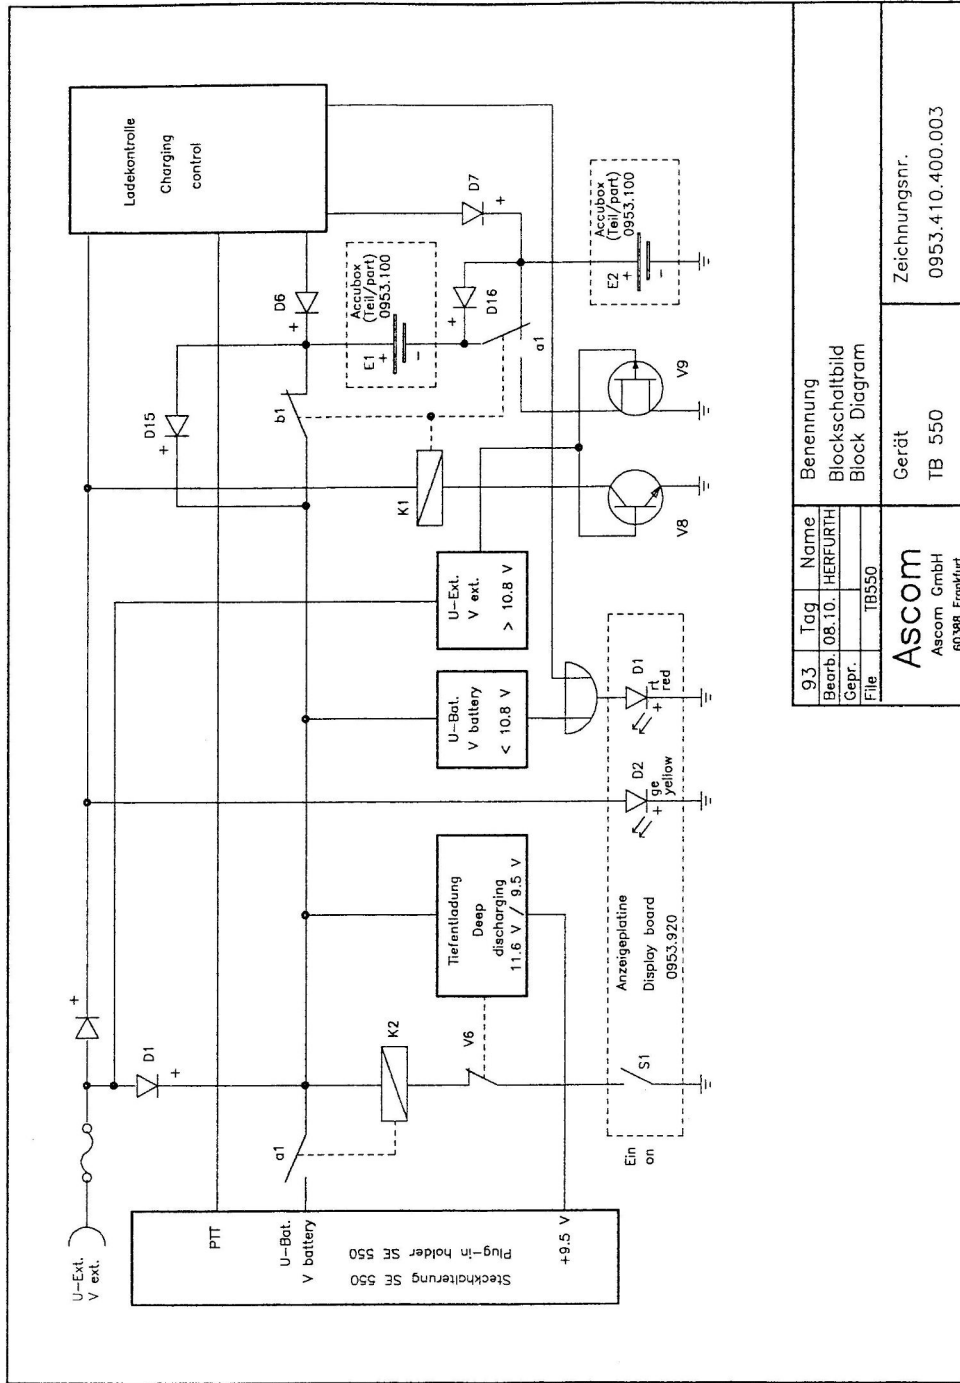 Ladekontrolle
Charging
control
D7
+
D6
+
Accubox
(Teil/part)
0953.100
E1
+
-
D16
+
Accubox
(Teil/part)
0953.100
E2
+
-
a1
D15
+
b1
K1
V9
V8
U-Ext.
V ext.
> 10.8 V
U-Bat.
V battery
< 10.8 V
D1
+
rt
red
D2
+
ge
yellow
Tiefentladung
Deep
discharging
11.6 V / 9.5 V
Anzeigeplatine
Display board
0953.920
+
D1
+
K2
V6
S1
Ein
on
a1
U-Ext.
V ext.
PTT
U-Bat.
V battery
+9.5 V
Steckhalterung SE 550
Plug-in holder SE 550
93 Tag Name
Bearb. 08.10. HERFURTH
Gepr.
File TB550
Benennung
Blockschaltbild
Block Diagram
Ascom
Ascom GmbH
60388 Frankfurt
Gerät
TB 550
Zeichnungsnr.
0953.410.400.003